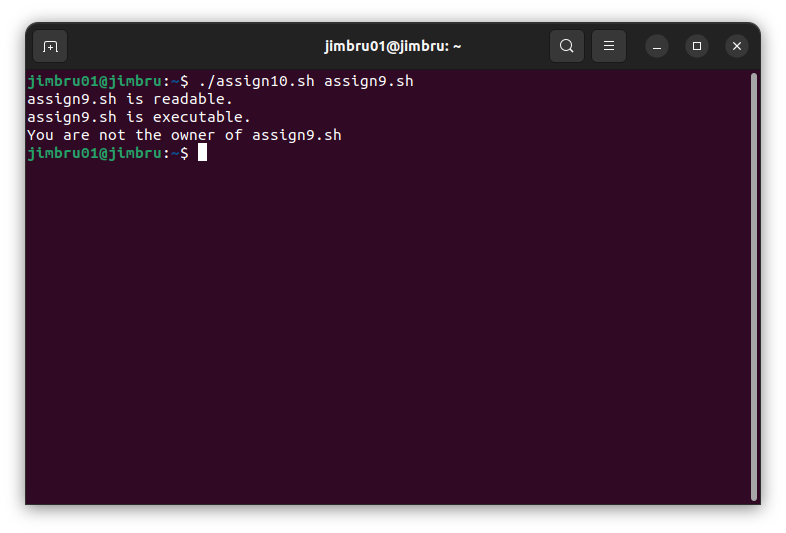 jimbru01@jimbru: ~
jimbru01@jimbru:~$ ./assign10.sh assign9.sh
assign9.sh is readable.
assign9.sh is executable.
You are not the owner of assign9.sh
jimbru01@jimbru:~$